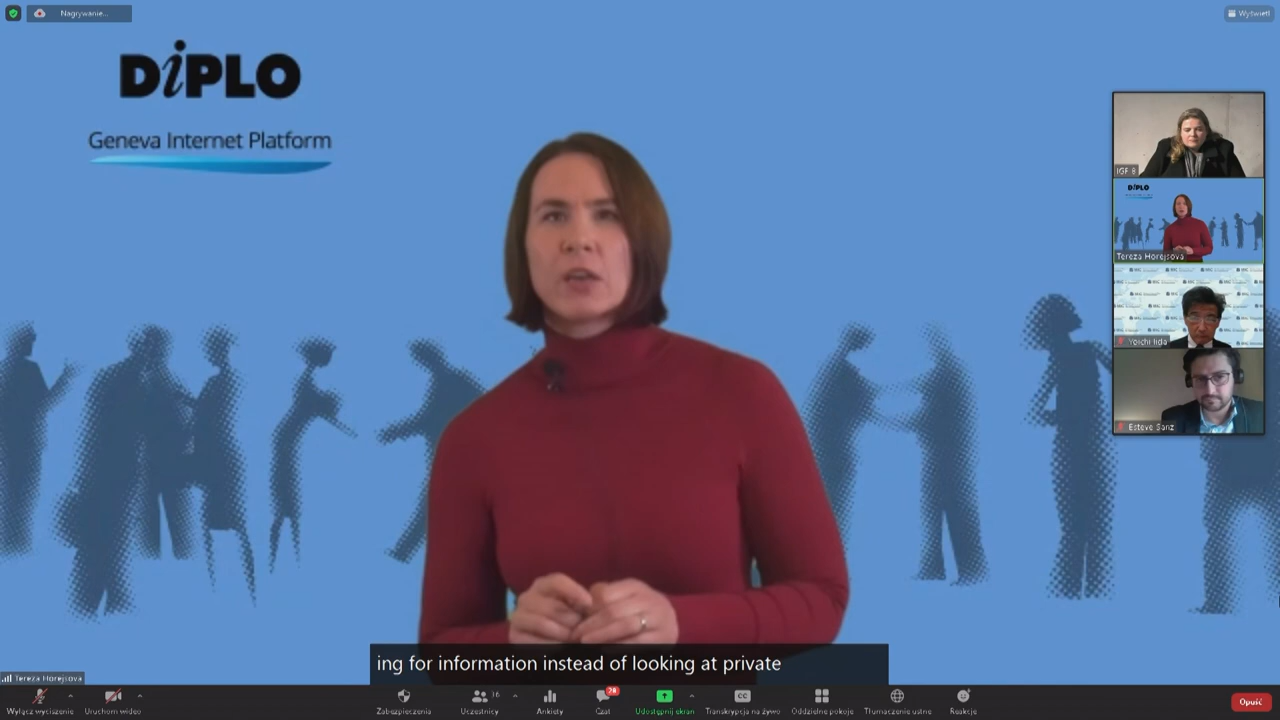 Nagrywanie...
Wyświetl
DiPLO
Geneva Internet Platform
IGF 8
DiPLO
Tereza Horejsova
Yoichi Iida
Esteve Sanz
ing for information instead of looking at private
Tereza Horejsova
Wyłącz wyciszenie
Uruchom wideo
Zabezpieczenia
Uczestnicy
36
Ankiety
Czat
28
Udostępnij ekran
CC
Transkrypcja na żywo
Oddzielne pokoje
Tłumaczenie ustne
Reakcje
Opuść